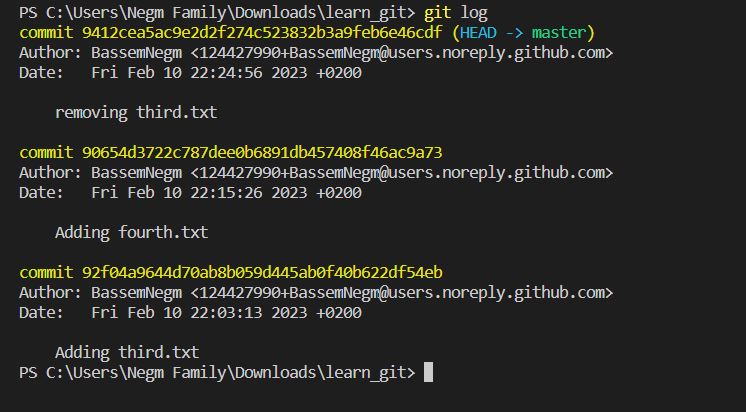 PS C:\Users\Negm Family\Downloads\learn_git> git log
commit 9412cea5ac9e2d2f274c523832b3a9feb6e46cdf (HEAD -> master)
Author: BassemNegm <124427990+BassemNegm@users.noreply.github.com>
Date:   Fri Feb 10 22:24:56 2023 +0200
    removing third.txt
commit 90654d3722c787dee0b6891db457408f46ac9a73
Author: BassemNegm <124427990+BassemNegm@users.noreply.github.com>
Date:   Fri Feb 10 22:15:26 2023 +0200
    Adding fourth.txt
commit 92f04a9644d70ab8b059d445ab0f40b622df54eb
Author: BassemNegm <124427990+BassemNegm@users.noreply.github.com>
Date:   Fri Feb 10 22:03:13 2023 +0200
    Adding third.txt
PS C:\Users\Negm Family\Downloads\learn_git>